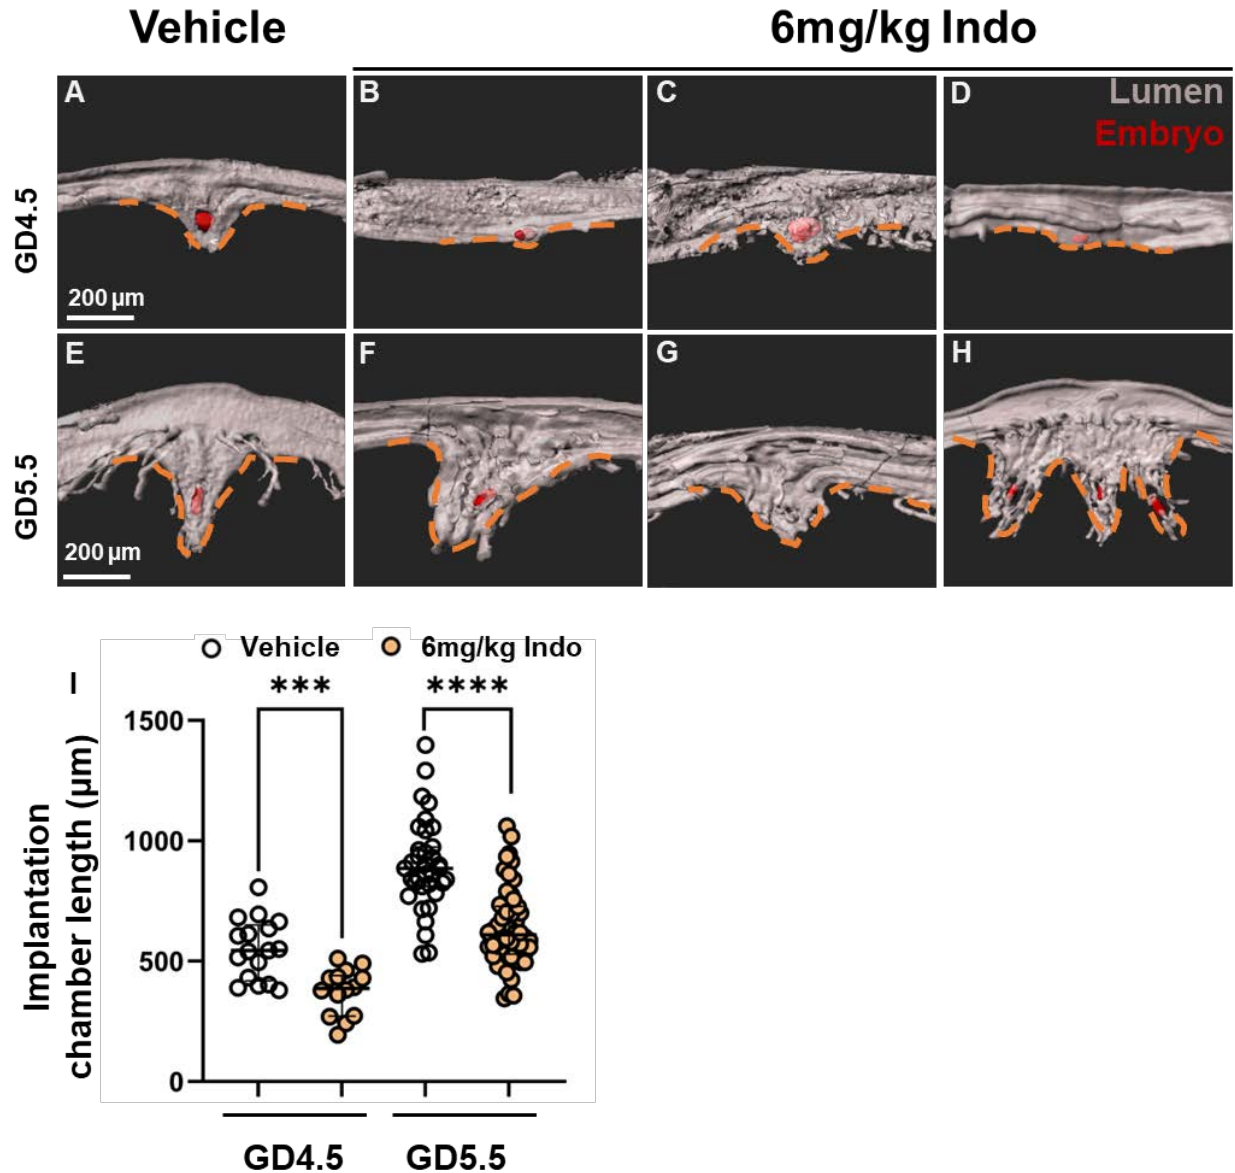 Vehicle
6mg/kg Indo
A
B
C
D
Lumen
Embryo
GD4.5
200 µm
E
F
G
H
GD5.5
200 µm
I
Vehicle
6mg/kg Indo
***
****
1500
1000
500
0
Implantation
chamber length (µm)
GD4.5
GD5.5